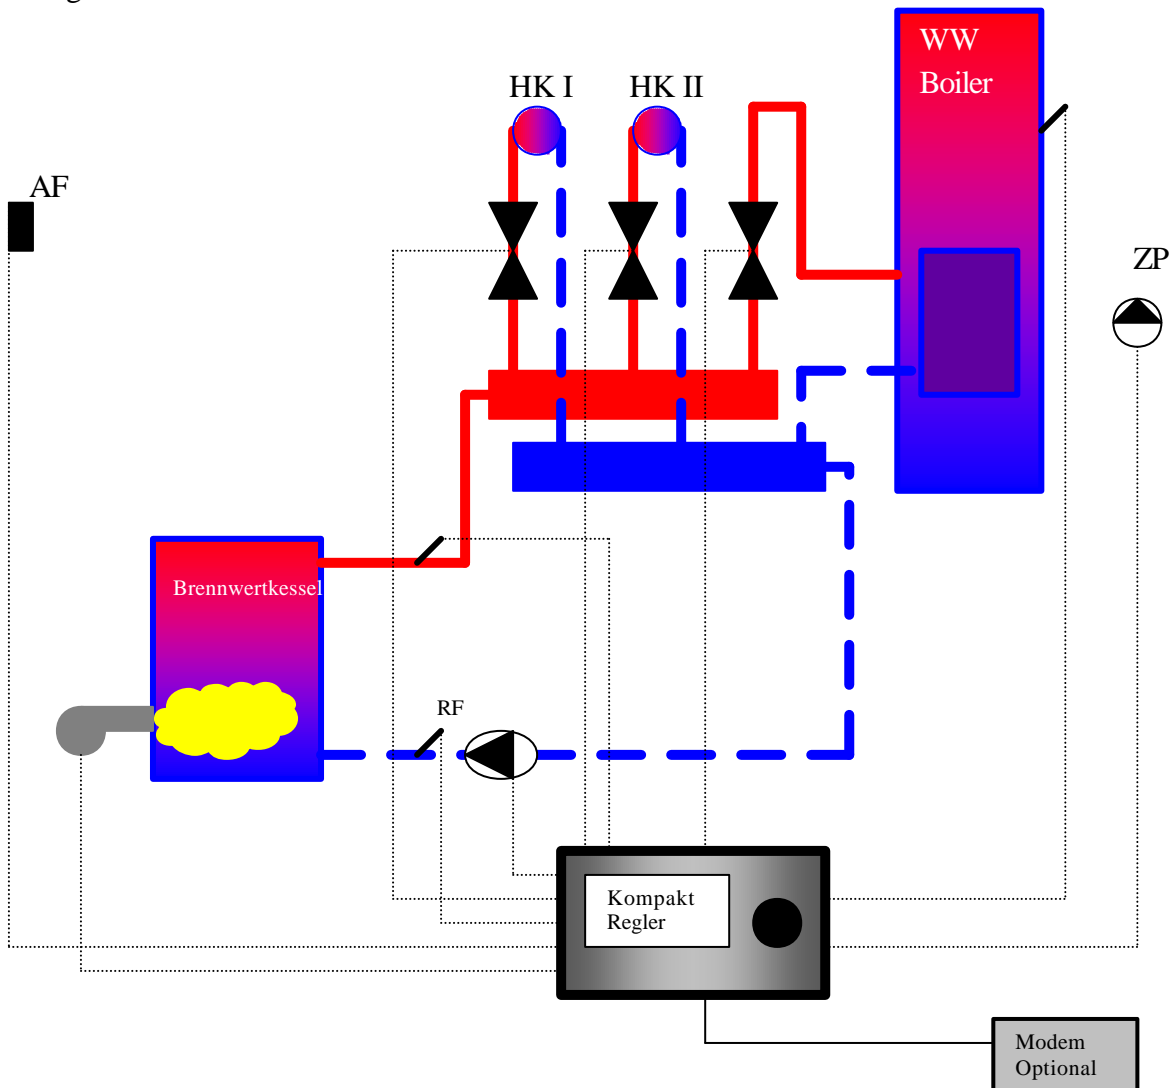 WW
Boiler
HK I
HK II
AF
ZP
Brennwertkessel
RF
Kompakt
Regler
Modem
Optional